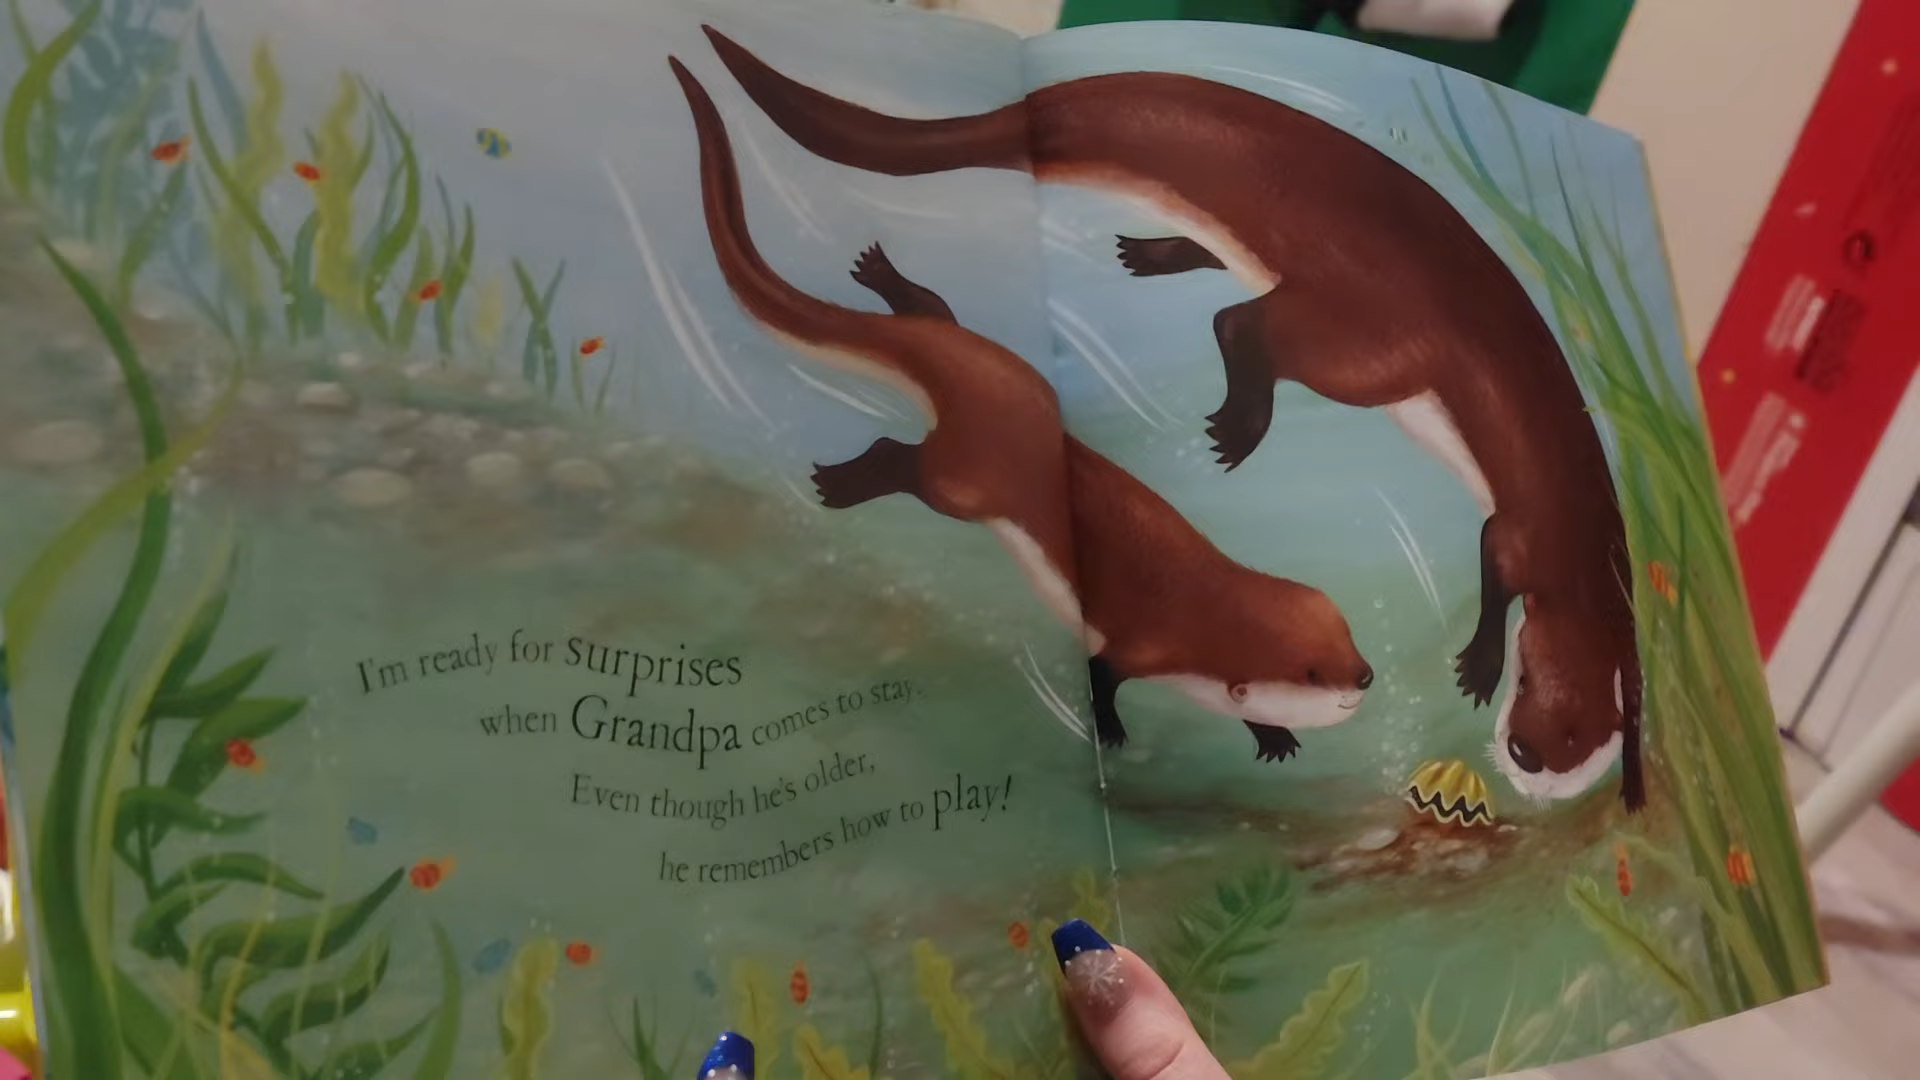 I'm ready for surprises
when Grandpa comes to stay.
Even though he's older,
he remembers how to play!